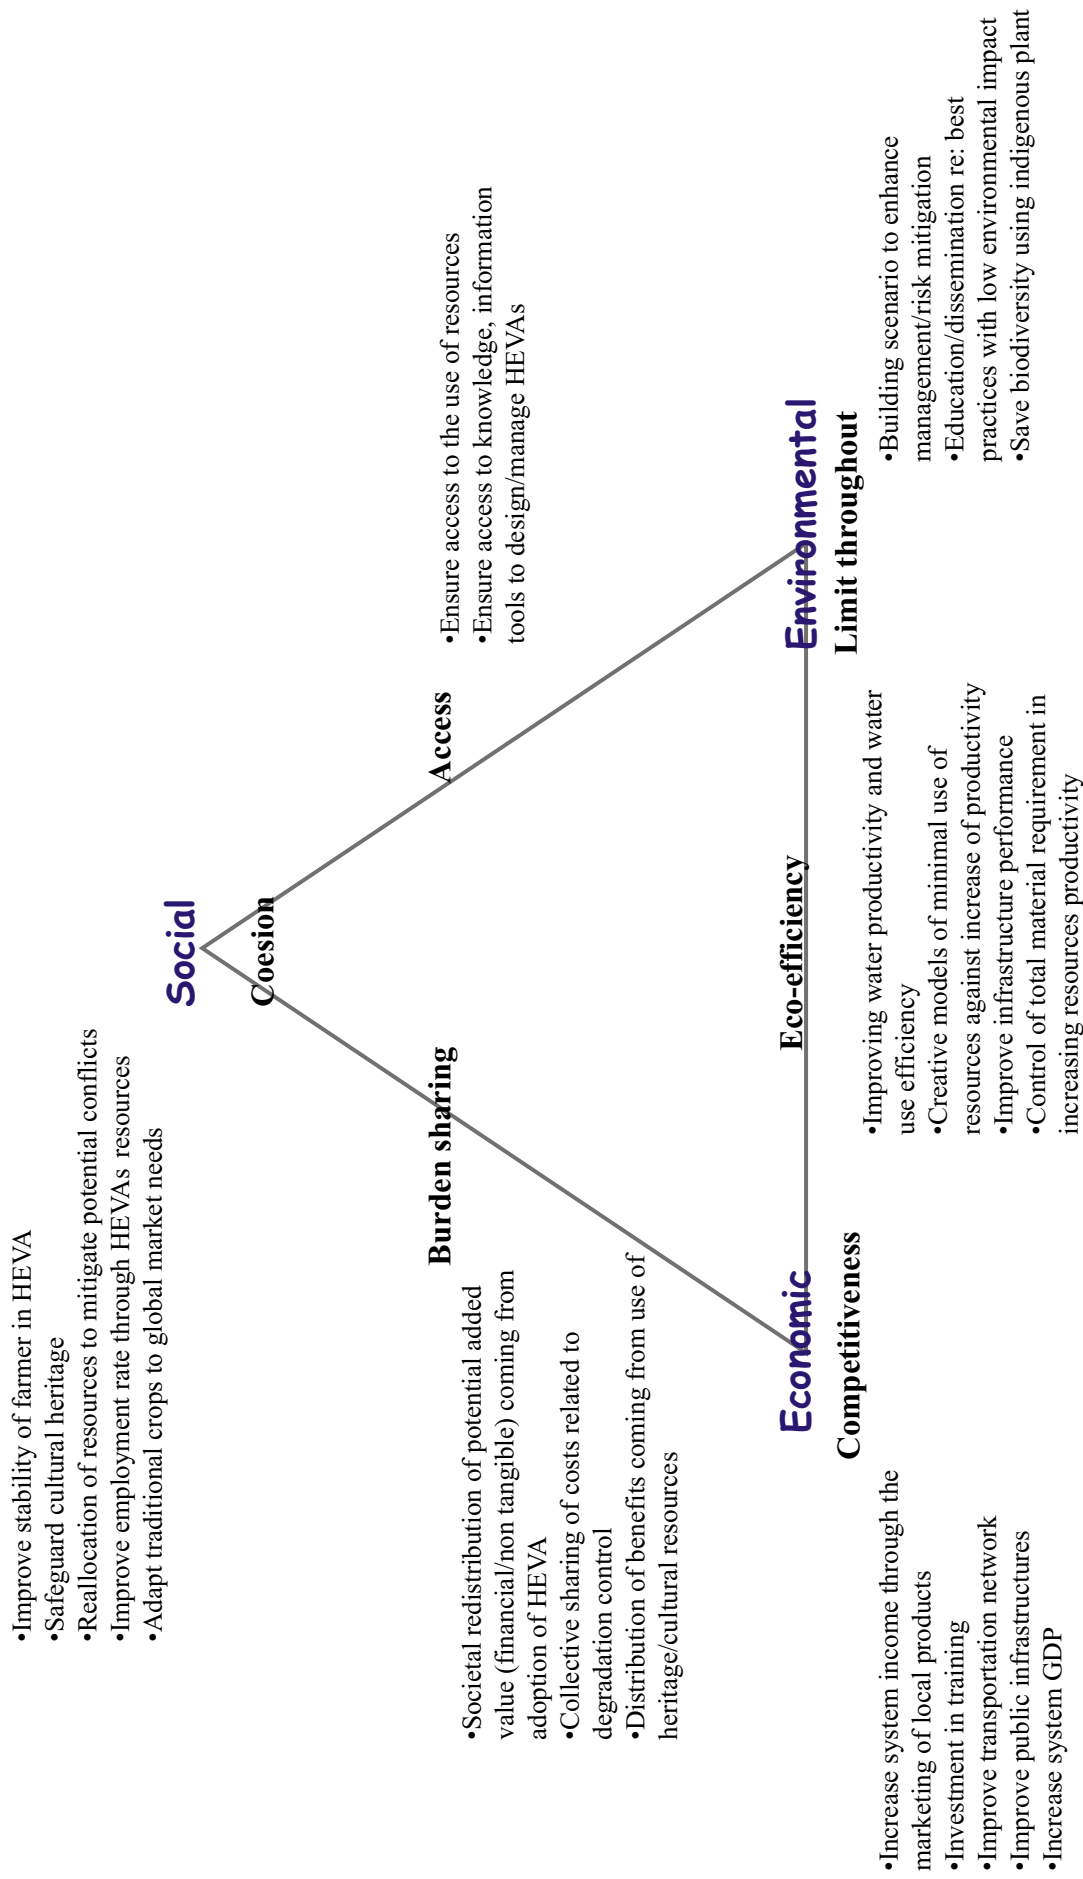 •Improve stability of farmer in HEVA
•Safeguard cultural heritage
•Reallocation of resources to mitigate potential conflicts
•Improve employment rate through HEVAs resources
•Adapt traditional crops to global market needs
Social
Coesion
Burden sharing
•Societal redistribution of potential added
value (financial/non tangible) coming from
adoption of HEVA
•Collective sharing of costs related to
degradation control
•Distribution of benefits coming from use of
heritage/cultural resources
Access
•Ensure access to the use of resources
•Ensure access to knowledge, information
tools to design/manage HEVAs
Economic
Competitiveness
•Increase system income through the
marketing of local products
•Investment in training
•Improve transportation network
•Improve public infrastructures
•Increase system GDP
Eco-efficiency
•Improving water productivity and water
use efficiency
•Creative models of minimal use of
resources against increase of productivity
•Improve infrastructure performance
•Control of total material requirement in
increasing resources productivity
Environmental
Limit throughout
•Building scenario to enhance
management/risk mitigation
•Education/dissemination re: best
practices with low environmental impact
•Save biodiversity using indigenous plant